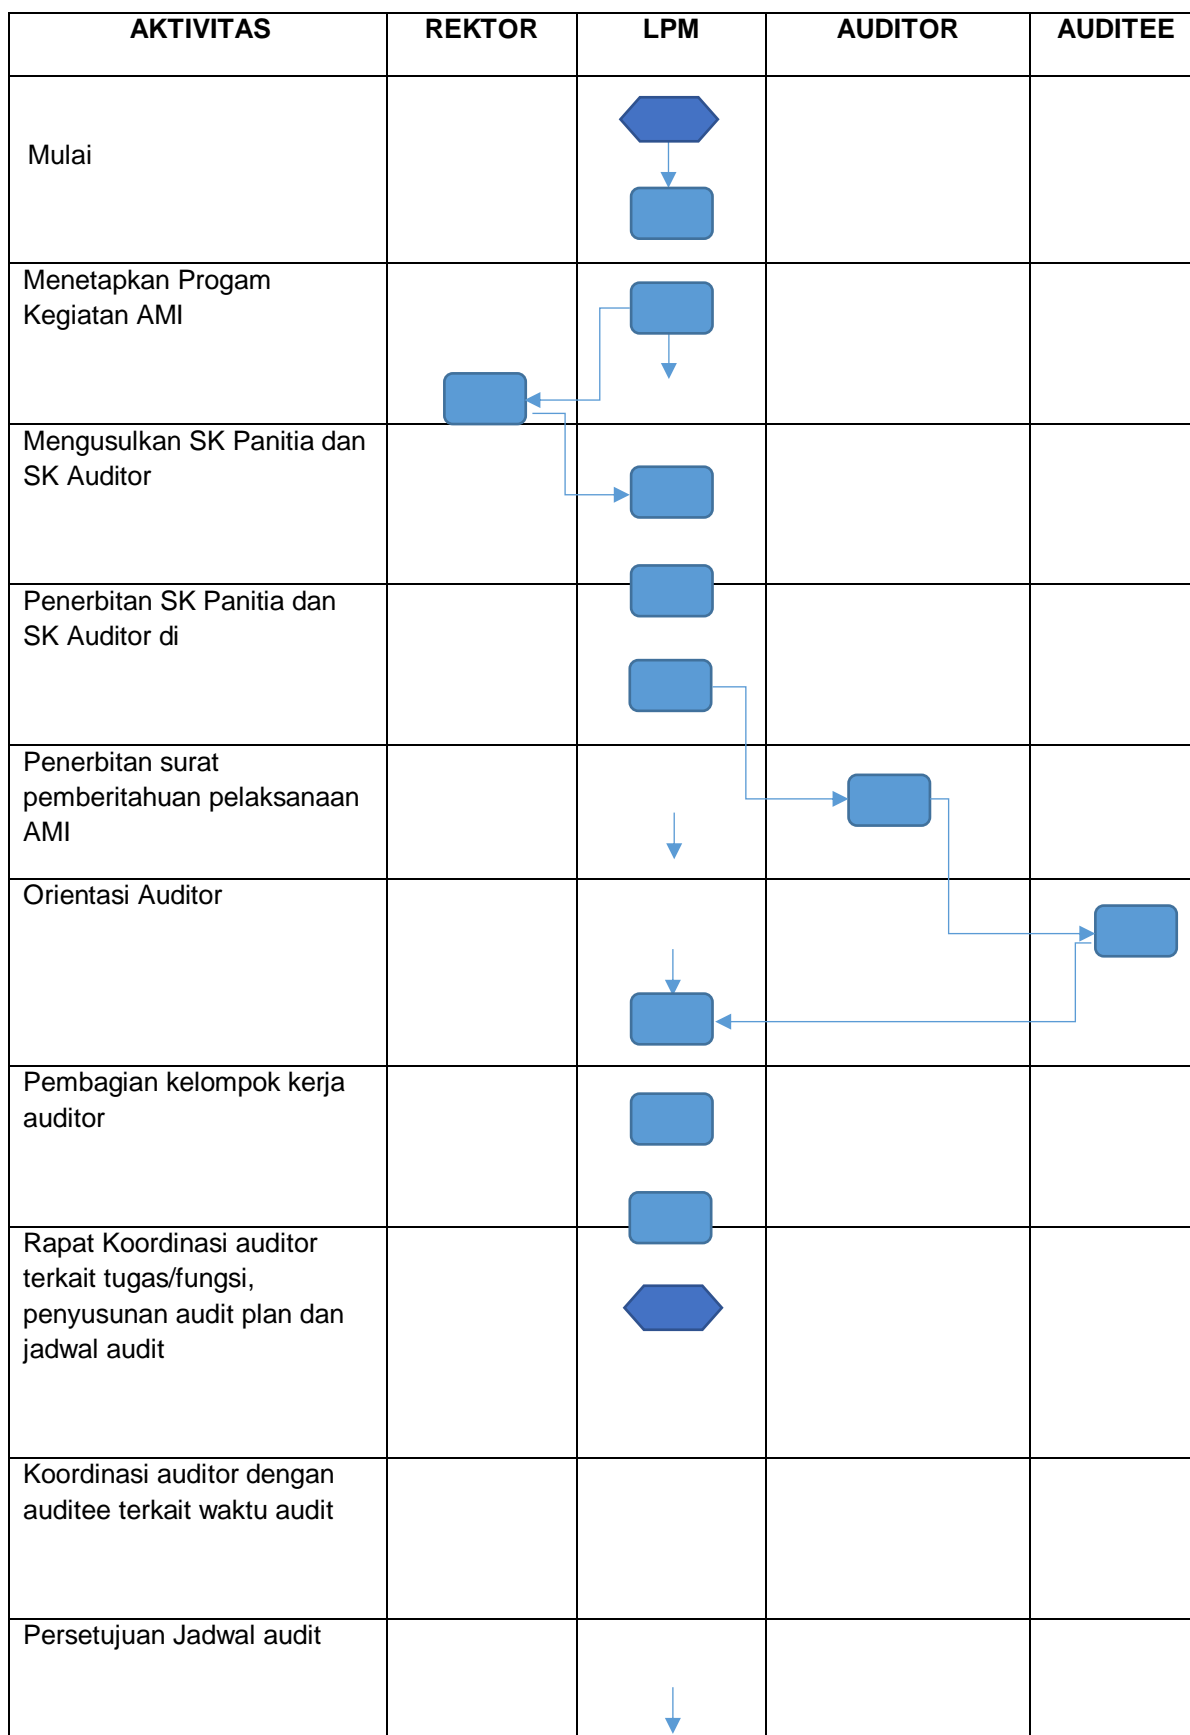 AKTIVITAS REKTOR LPM AUDITOR AUDITEE
Mulai
Menetapkan Progam
Kegiatan AMI
Mengusulkan SK Panitia dan
SK Auditor
Penerbitan SK Panitia dan
SK Auditor di
Penerbitan surat
pemberitahuan pelaksanaan
AMI
Orientasi Auditor
Pembagian kelompok kerja
auditor
Rapat Koordinasi auditor
terkait tugas/fungsi,
penyusunan audit plan dan
jadwal audit
Koordinasi auditor dengan
auditee terkait waktu audit
Persetujuan Jadwal audit